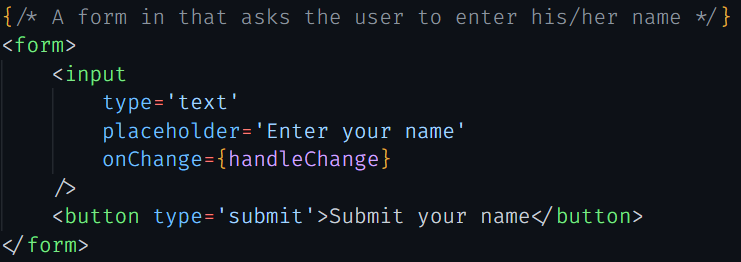 {/* A form in that asks the user to enter his/her name */}
<form>
<input
type='text'
placeholder='Enter your name'
onChange={handleChange}
/>
<button type='submit'>Submit your name</button>
</form>